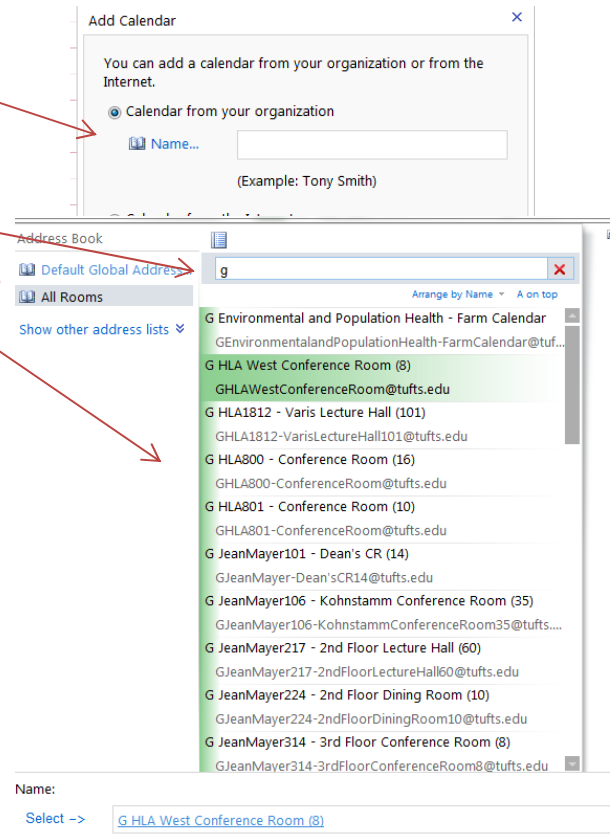 Add Calendar
You can add a calendar from your organization or from the
Internet.
Calendar from your organization
Name...
(Example: Tony Smith)
Address Book
Default Global Address
All Rooms
Show other address lists
g
Arrange by Name A on top
G Environmental and Population Health - Farm Calendar
GEnvironmentalandPopulationHealth-FarmCalendar@tuf...
G HLA West Conference Room (8)
GHLAWestConferenceRoom@tufts.edu
G HLA1812 - Varis Lecture Hall (101)
GHLA1812-VarisLectureHall101@tufts.edu
G HLA800 - Conference Room (16)
GHLA800-ConferenceRoom@tufts.edu
G HLA801 - Conference Room (10)
GHLA801-ConferenceRoom@tufts.edu
G JeanMayer101 - Dean's CR (14)
GJeanMayer-Dean'sCR14@tufts.edu
G JeanMayer106 - Kohnstamm Conference Room (35)
GJeanMayer106-KohnstammConferenceRoom35@tufts....
G JeanMayer217 - 2nd Floor Lecture Hall (60)
GJeanMayer217-2ndFloorLectureHall60@tufts.edu
G JeanMayer224 - 2nd Floor Dining Room (10)
GJeanMayer224-2ndFloorDiningRoom10@tufts.edu
G JeanMayer314 - 3rd Floor Conference Room (8)
GJeanMayer314-3rdFloorConferenceRoom8@tufts.edu
Name:
Select ->
G HLA West Conference Room (8)